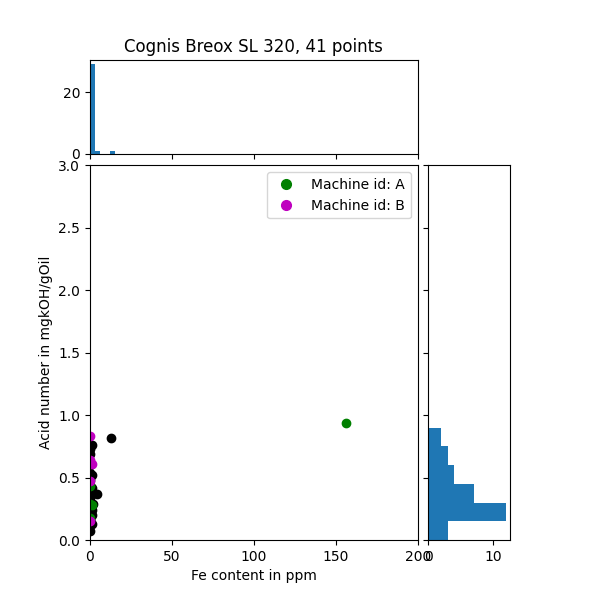 Cognis Breox SL 320, 41 points
20
0
3.0
2.5
2.0
1.5
1.0
0.5
0.0
Acid number in mgkOH/gOil
Machine id: A
Machine id: B
0 50 100 150 200
0 10
Fe content in ppm